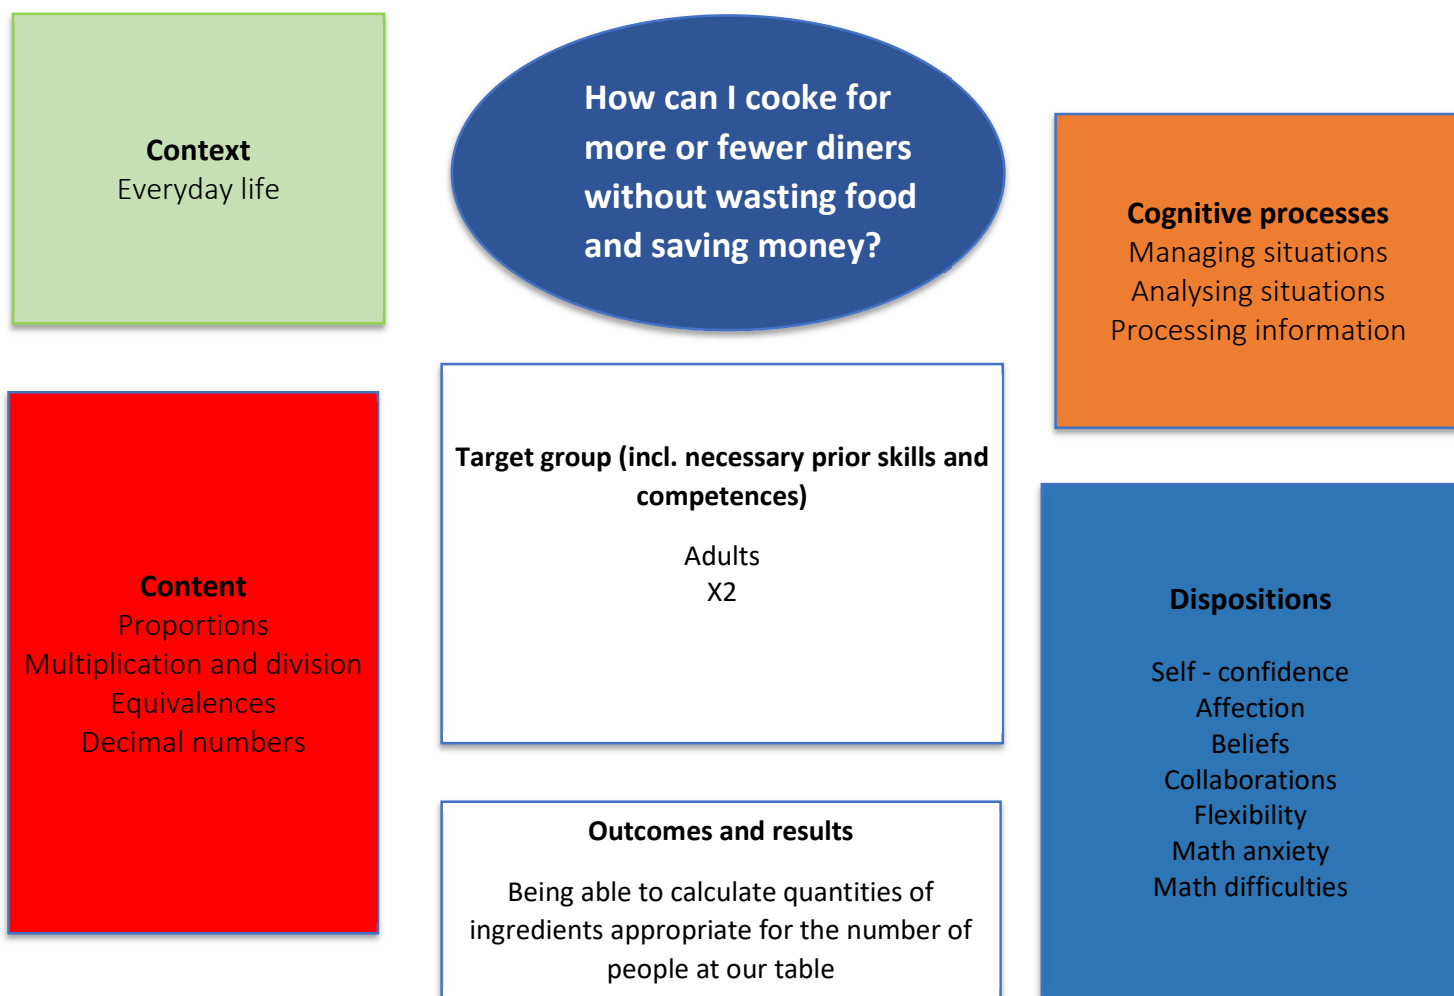 Context
Everyday life
How can I cooke for
more or fewer diners
without wasting food
and saving money?
Cognitive processes
Managing situations
Analysing situations
Processing information
Content
Proportions
Multiplication and division
Equivalences
Decimal numbers
Target group (incl. necessary prior skills and
competences)
Adults
X2
Dispositions
Self - confidence
Affection
Beliefs
Collaborations
Flexibility
Math anxiety
Math difficulties
Outcomes and results
Being able to calculate quantities of
ingredients appropriate for the number of
people at our table